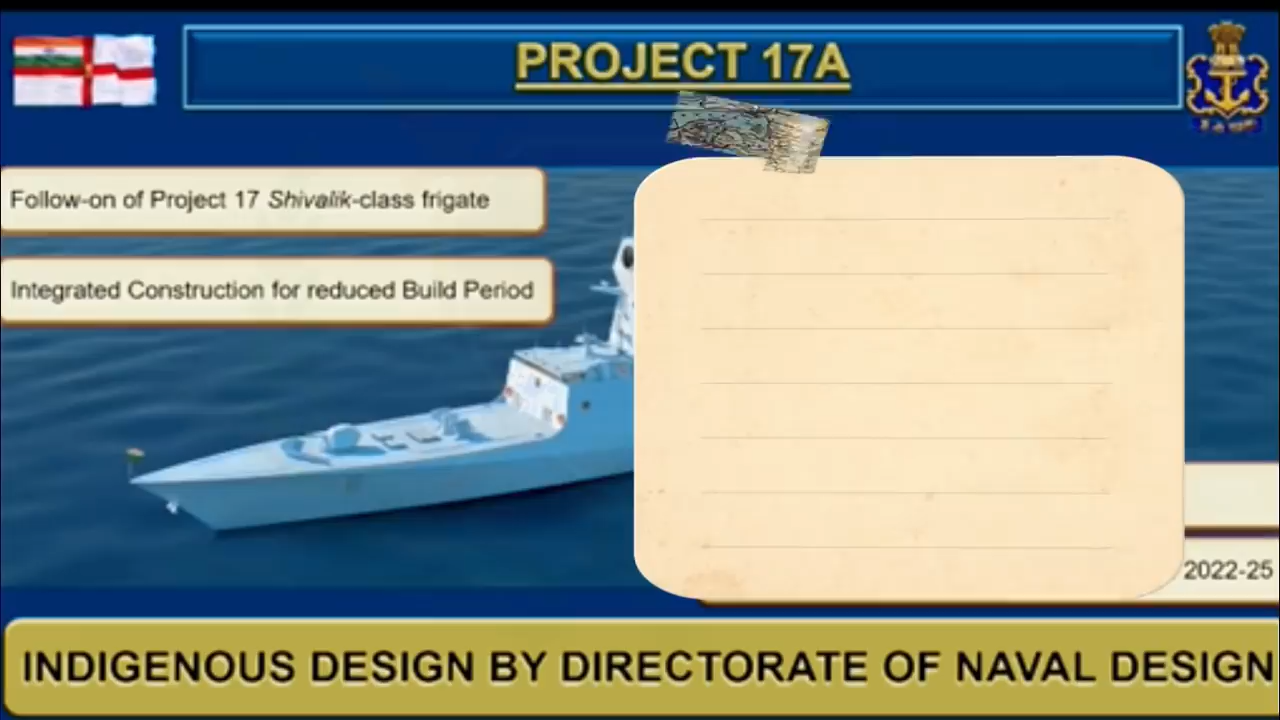 PROJECT 17A
Follow-on of Project 17 Shivalik-class frigate
Integrated Construction for reduced Build Period
2022-25
INDIGENOUS DESIGN BY DIRECTORATE OF NAVAL DESIGN